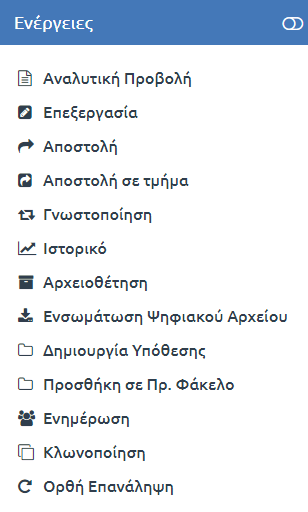 Ενέργειες
Αναλυτική Προβολή
Επεξεργασία
Αποστολή
Αποστολή σε τμήμα
Γνωστοποίηση
Ιστορικό
Αρχειοθέτηση
Ενσωμάτωση Ψηφιακού Αρχείου
Δημιουργία Υπόθεσης
Προσθήκη σε Πρ. Φάκελο
Ενημέρωση
Κλωνοποίηση
Ορθή Επανάληψη